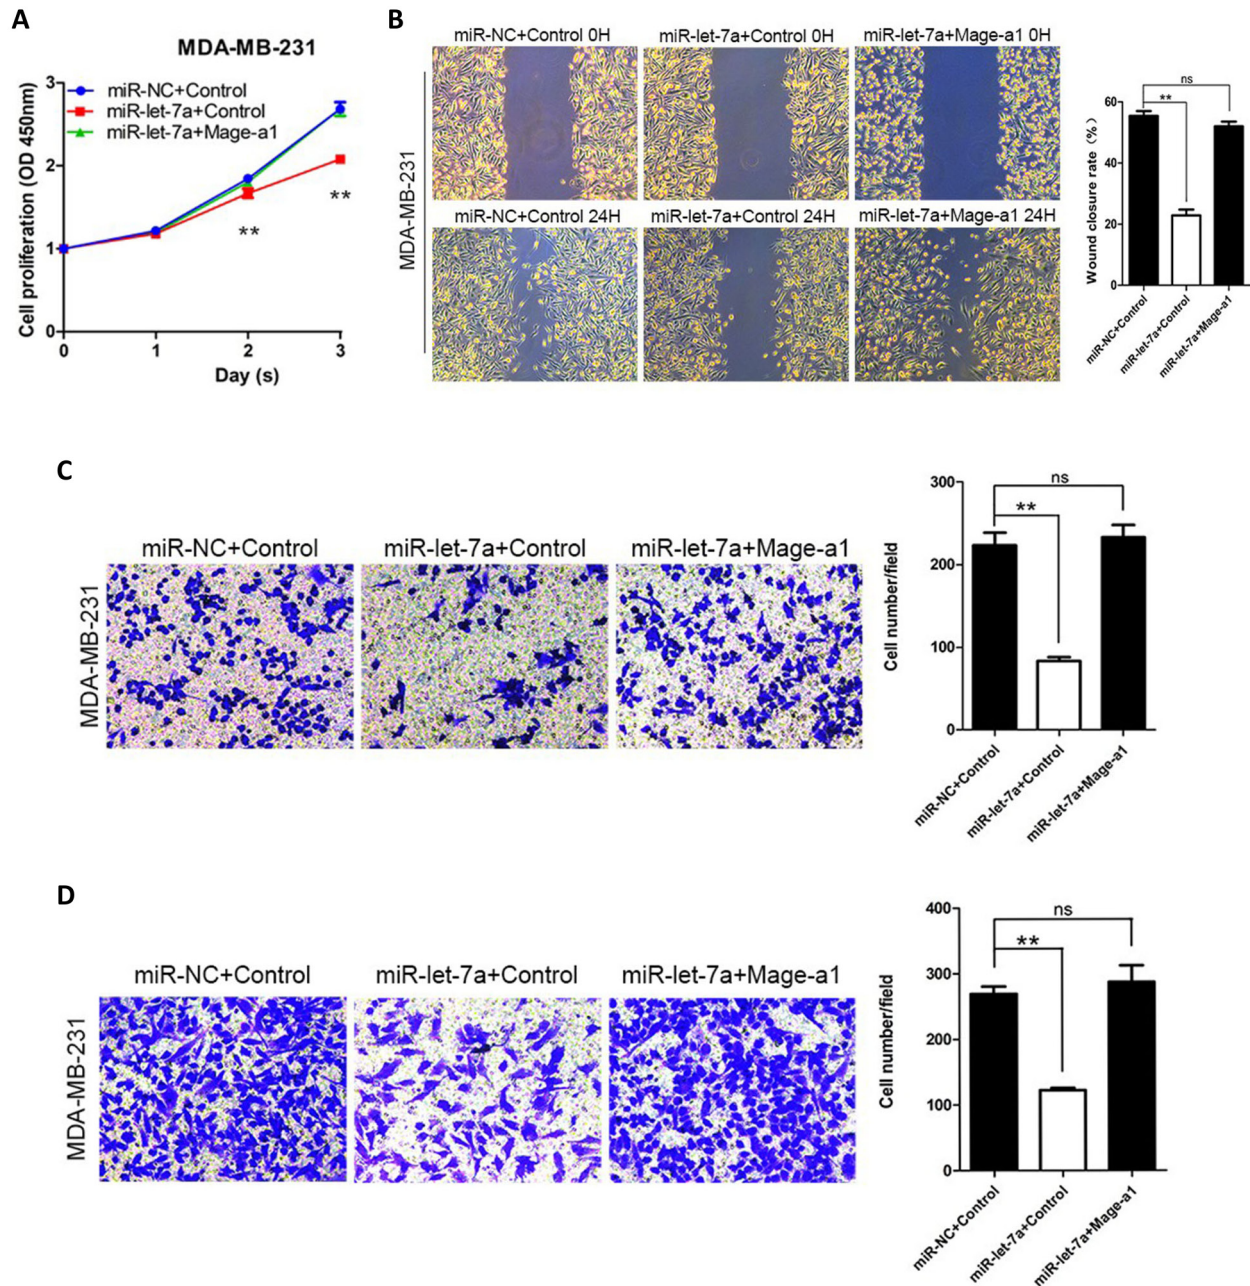 A
MDA-MB-231
miR-NC+Control
miR-let-7a+Control
miR-let-7a+Mage-a1
Cell proliferation (OD 450nm)
3
2
1
0
**
**
0 1 2 3
Day (s)
B
miR-NC+Control 0H miR-let-7a+Control 0H miR-let-7a+Mage-a1 0H
miR-NC+Control 24H miR-let-7a+Control 24H miR-let-7a+Mage-a1 24H
MDA-MB-231
Wound closure rate (%)
60
40
20
0
ns
**
miR-NC+Control
miR-let-7a+Control
miR-let-7a+Mage-a1
C
miR-NC+Control miR-let-7a+Control miR-let-7a+Mage-a1
MDA-MB-231
Cell number/field
300
200
100
0
ns
**
miR-NC+Control
miR-let-7a+Control
miR-let-7a+Mage-a1
D
miR-NC+Control miR-let-7a+Control miR-let-7a+Mage-a1
MDA-MB-231
Cell number/field
400
300
200
100
0
ns
**
miR-NC+Control
miR-let-7a+Control
miR-let-7a+Mage-a1